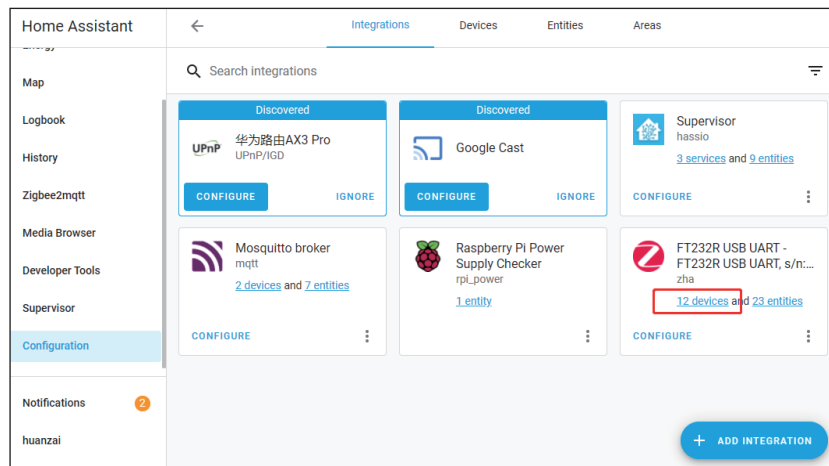 Home Assistant
Integrations
Devices
Entities
Areas
Energy
Map
Logbook
History
Zigbee2mqtt
Media Browser
Developer Tools
Supervisor
Configuration
Notifications
2
huanzai
Search integrations
Discovered
UPnP
华为路由AX3 Pro
UPnP/IGD
CONFIGURE
IGNORE
Discovered
Google Cast
CONFIGURE
IGNORE
Supervisor
hassio
3 services and 9 entities
CONFIGURE
Mosquitto broker
mqtt
2 devices and 7 entities
CONFIGURE
Raspberry Pi Power
Supply Checker
rpi_power
1 entity
FT232R USB UART -
FT232R USB UART, s/n:...
zha
12 devices and 23 entities
CONFIGURE
ADD INTEGRATION